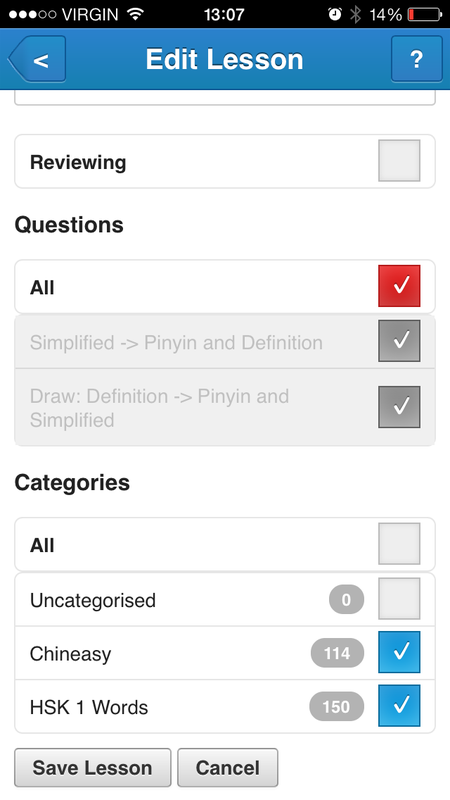 VIRGIN 13:07 14%
< Edit Lesson ?
Reviewing
Questions
All
Simplified -> Pinyin and Definition
Draw: Definition -> Pinyin and
Simplified
Categories
All
Uncategorised 0
Chineasy 114
HSK 1 Words 150
Save Lesson Cancel